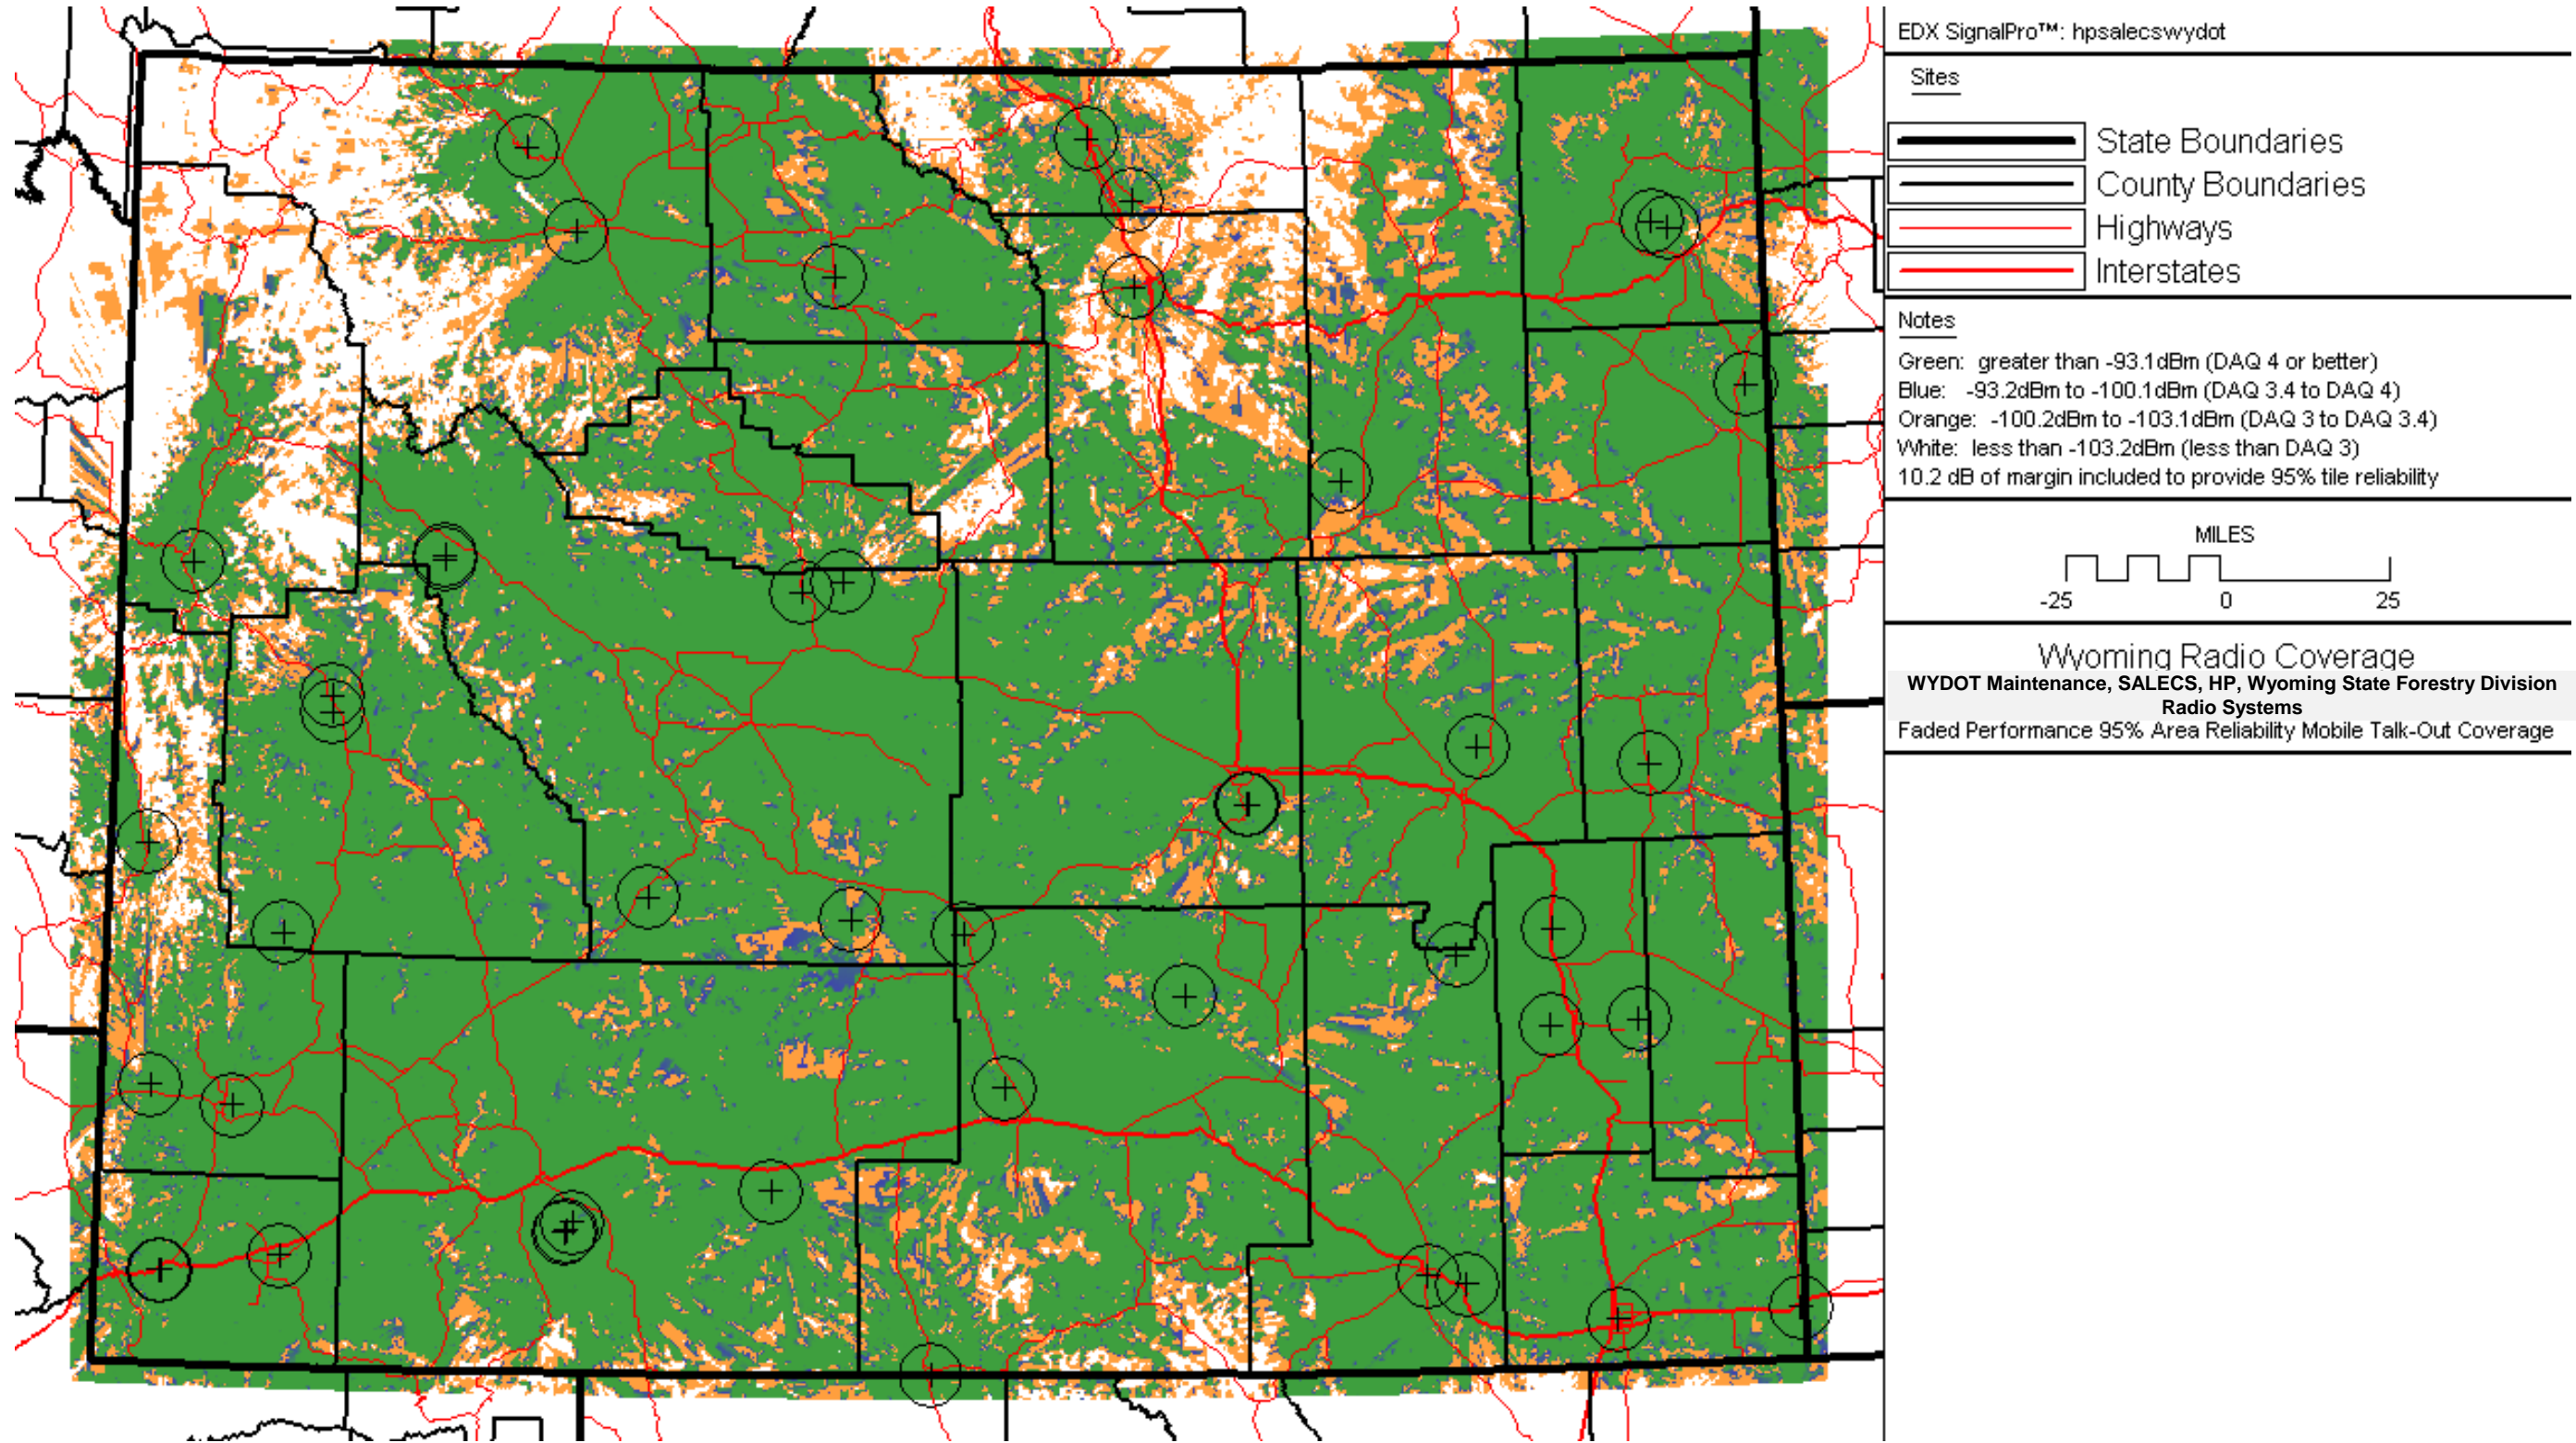 EDX SignalPro™: hpsalecswydot
Sites
State Boundaries
County Boundaries
Highways
Interstates
Notes
Green:  greater than -93.1dBm (DAQ 4 or better)
Blue:   -93.2dBm to -100.1dBm (DAQ 3.4 to DAQ 4)
Orange:  -100.2dBm to -103.1dBm (DAQ 3 to DAQ 3.4)
White:  less than -103.2dBm (less than DAQ 3)
10.2 dB of margin included to provide 95% tile reliability
MILES
-25 0 25
Wyoming Radio Coverage
WYDOT Maintenance, SALECS, HP, Wyoming State Forestry Division
Radio Systems
Faded Performance 95% Area Reliability Mobile Talk-Out Coverage